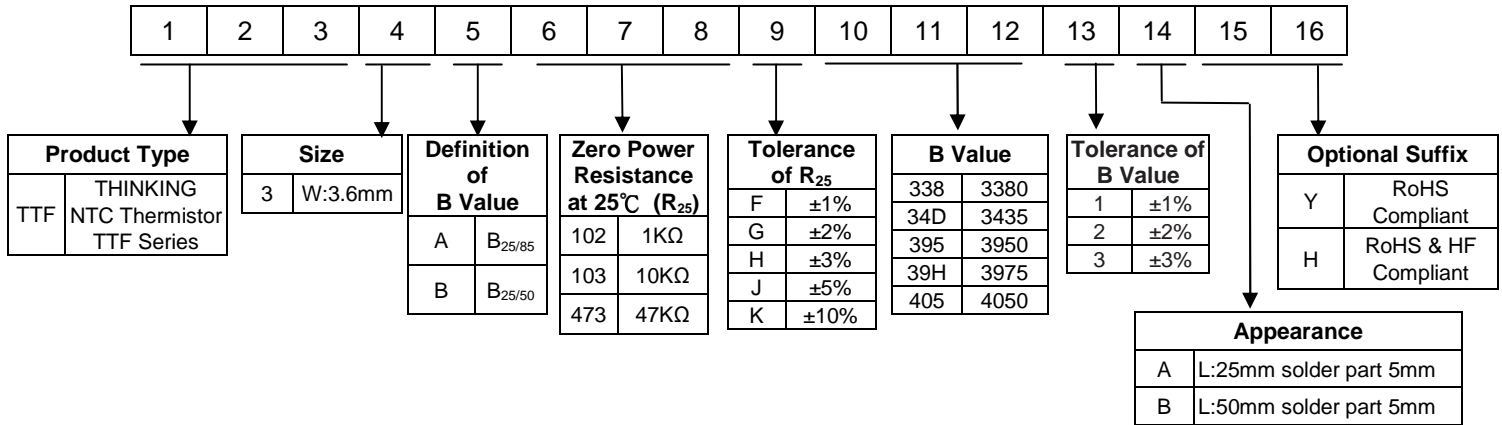 1 2 3 4 5 6 7 8 9 10 11 12 13 14 15 16
Product Type
TTF THINKING
NTC Thermistor
TTF Series
Size
3 W:3.6mm
Definition
of
B Value
A B25/85
B B25/50
Zero Power
Resistance
at 25℃ (R25)
102 1KΩ
103 10KΩ
473 47KΩ
Tolerance
of R25
F ±1%
G ±2%
H ±3%
J ±5%
K ±10%
B Value
338 3380
34D 3435
395 3950
39H 3975
405 4050
Tolerance of
B Value
1 ±1%
2 ±2%
3 ±3%
Optional Suffix
Y RoHS
Compliant
H RoHS & HF
Compliant
Appearance
A L:25mm solder part 5mm
B L:50mm solder part 5mm